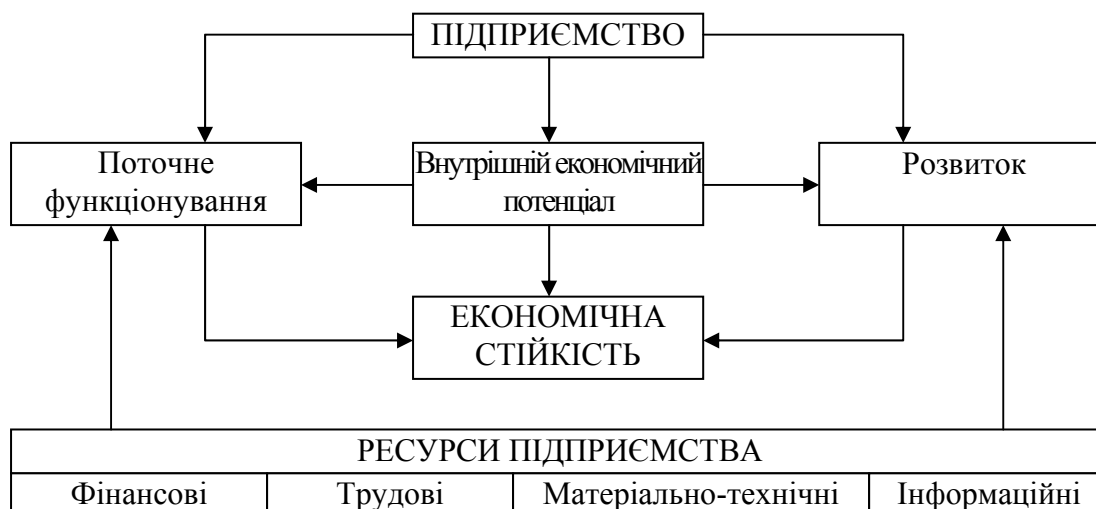 ПІДПРИЄМСТВО
Поточне
функціонування
Внутрішній економічний
потенціал
Розвиток
ЕКОНОМІЧНА
СТІЙКІСТЬ
РЕСУРСИ ПІДПРИЄМСТВА
Фінансові
Трудові
Матеріально-технічні
Інформаційні